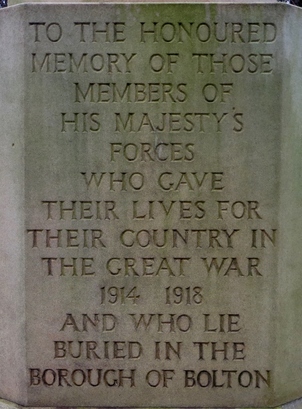 TO THE HONOURED
MEMORY OF THOSE
MEMBERS OF
HIS MAJESTY'S
FORCES
WHO GAVE
THEIR LIVES FOR
THEIR COUNTRY IN
THE GREAT WAR
1914 1918
AND WHO LIE
BURIED IN THE
BOROUGH OF BOLTON